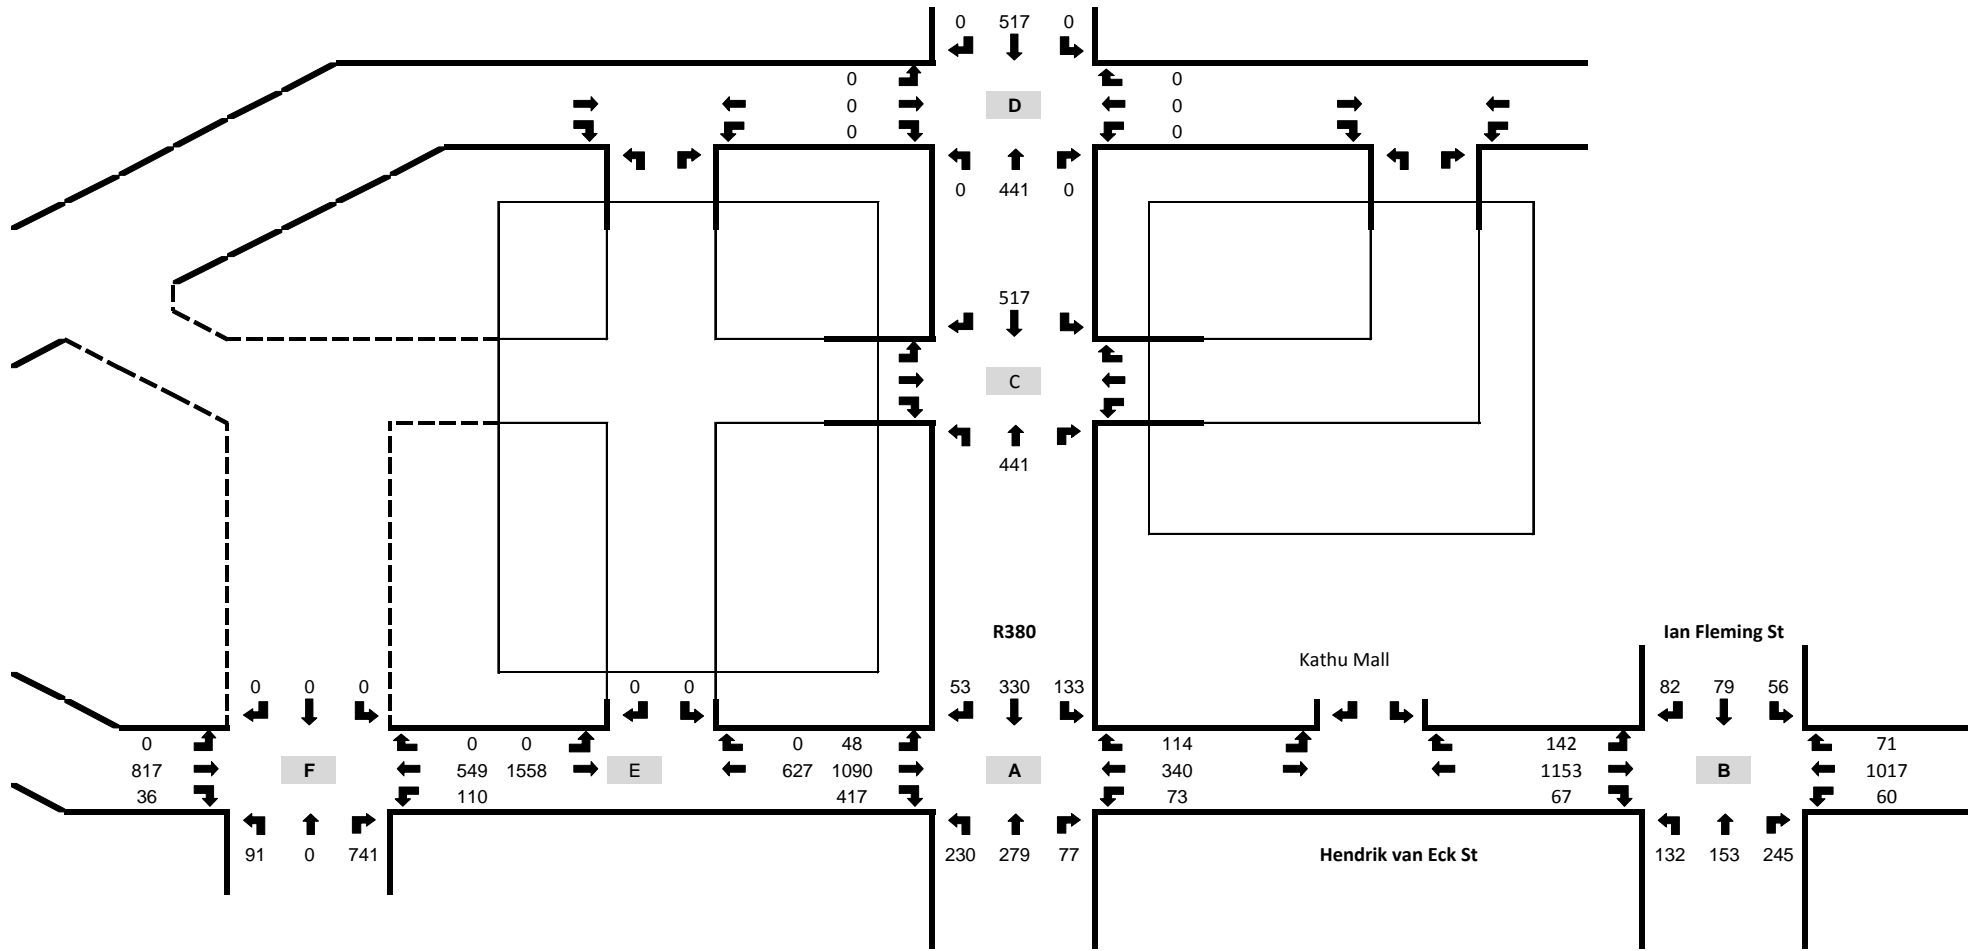 0 517 0
0 0
0 D 0
0 0
0 441 0
517
C
441
R380 Ian Fleming St
Kathu Mall
0 0 0 0 0 53 330 133 82 79 56
0 0 0 0 48 114 142 71
817 F 549 1558 E 627 1090 A 340 1153 B 1017
36 110 417 73 67 60
91 0 741 230 279 77 Hendrik van Eck St 132 153 245